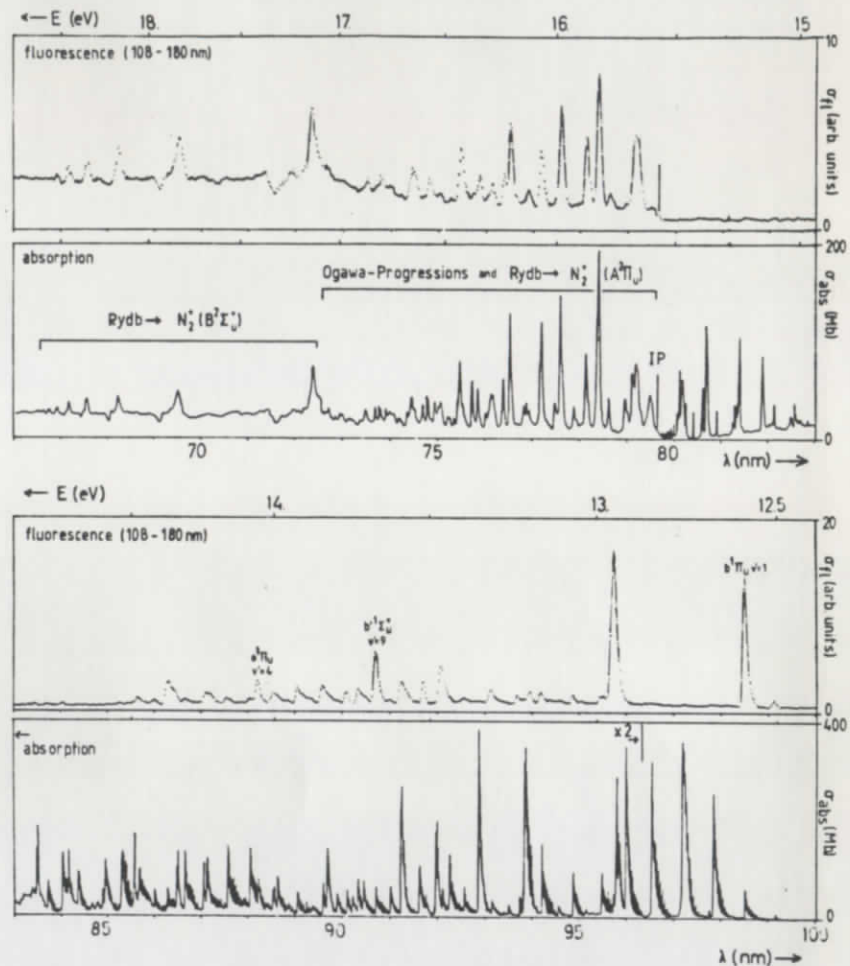 ← E (eV) 18. 17. 16. 15
fluorescence (108 - 180 nm) 10
σfl (arb units)
0
absorption 200
Ogawa-Progressions and Rydb → N₂⁺ (A²Πu)
Rydb → N₂⁺ (B²Σu⁺)
σabs (Mb)
IP
0
70 75 80 λ (nm) →
← E (eV) 14. 13. 12.5
fluorescence (108 - 180 nm) 20
σfl (arb units)
b¹Πu v'=1
b'¹Σu⁺
v'=9
v'=4
0
← 400
absorption x 2 →
σabs (Mb)
0
85 90 95 100
λ (nm) →